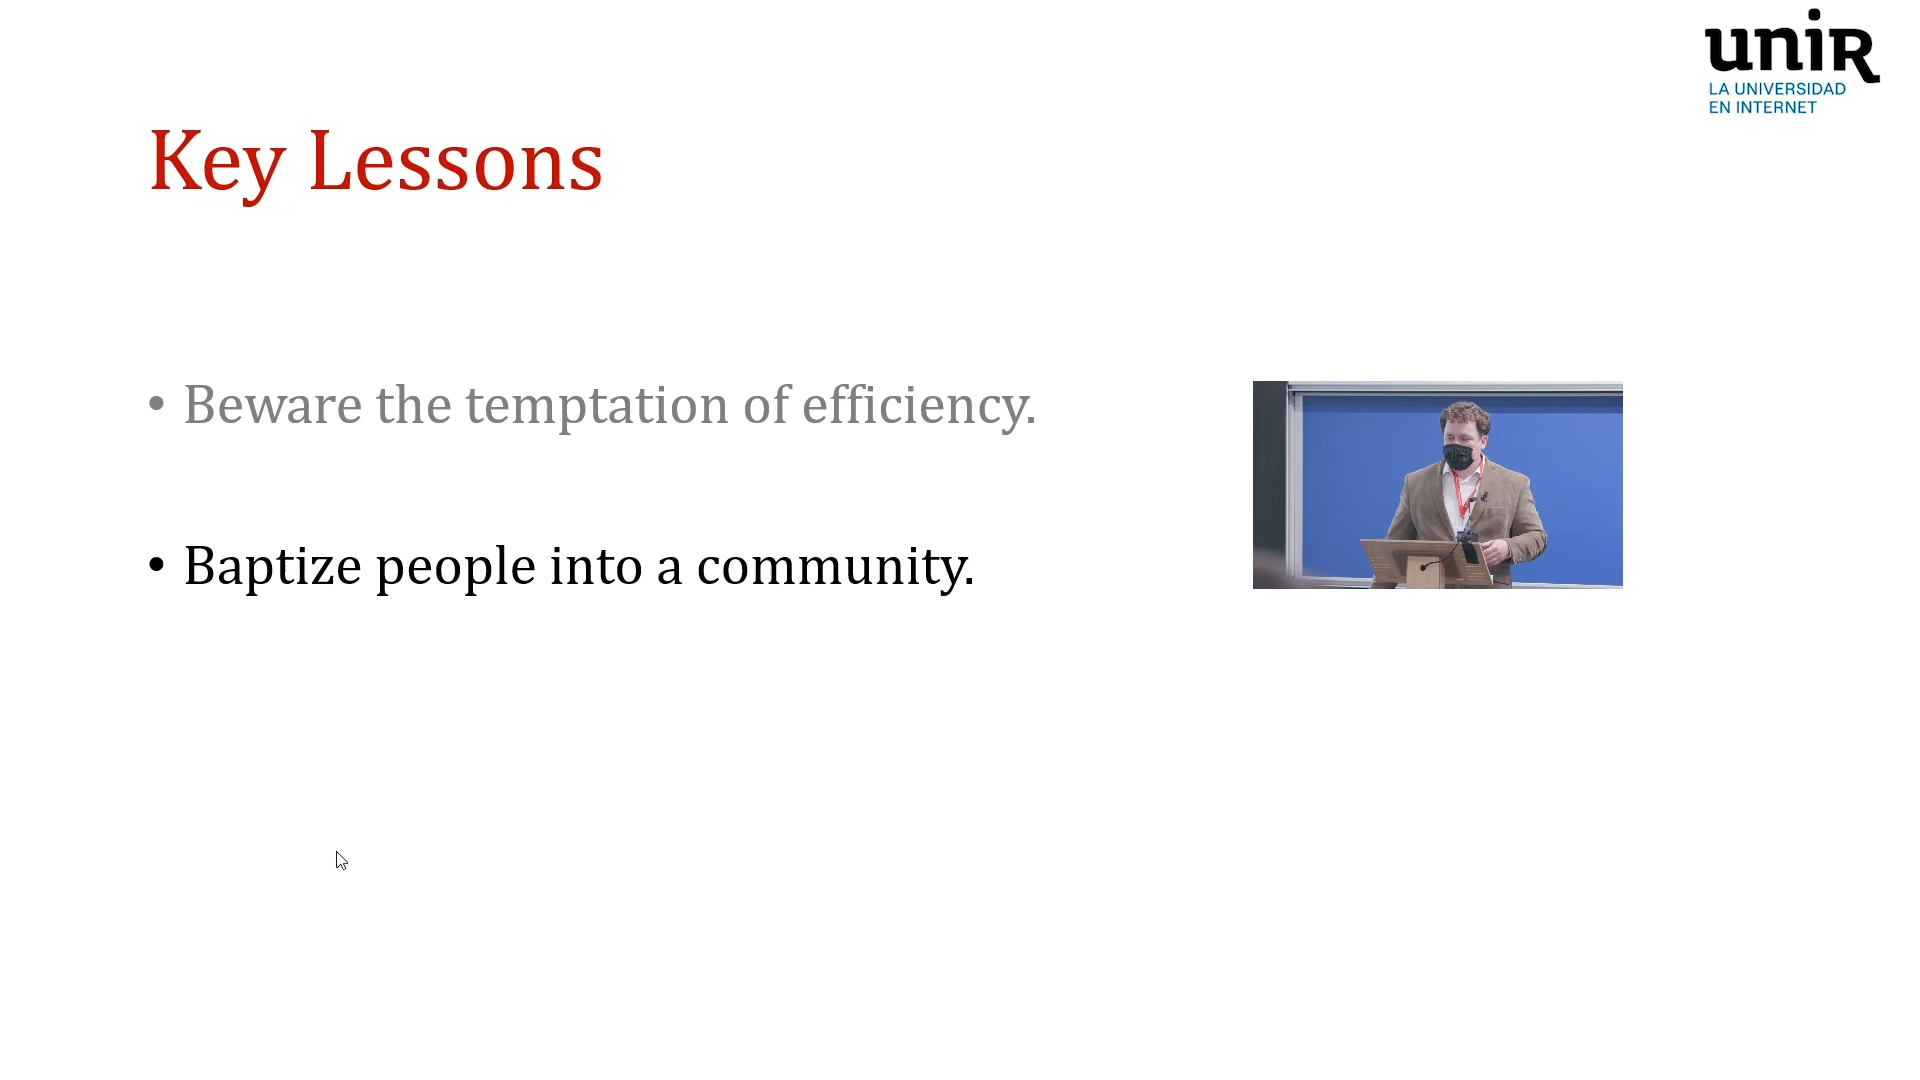 unir
LA UNIVERSIDAD
EN INTERNET
Key Lessons
• Beware the temptation of efficiency.
• Baptize people into a community.